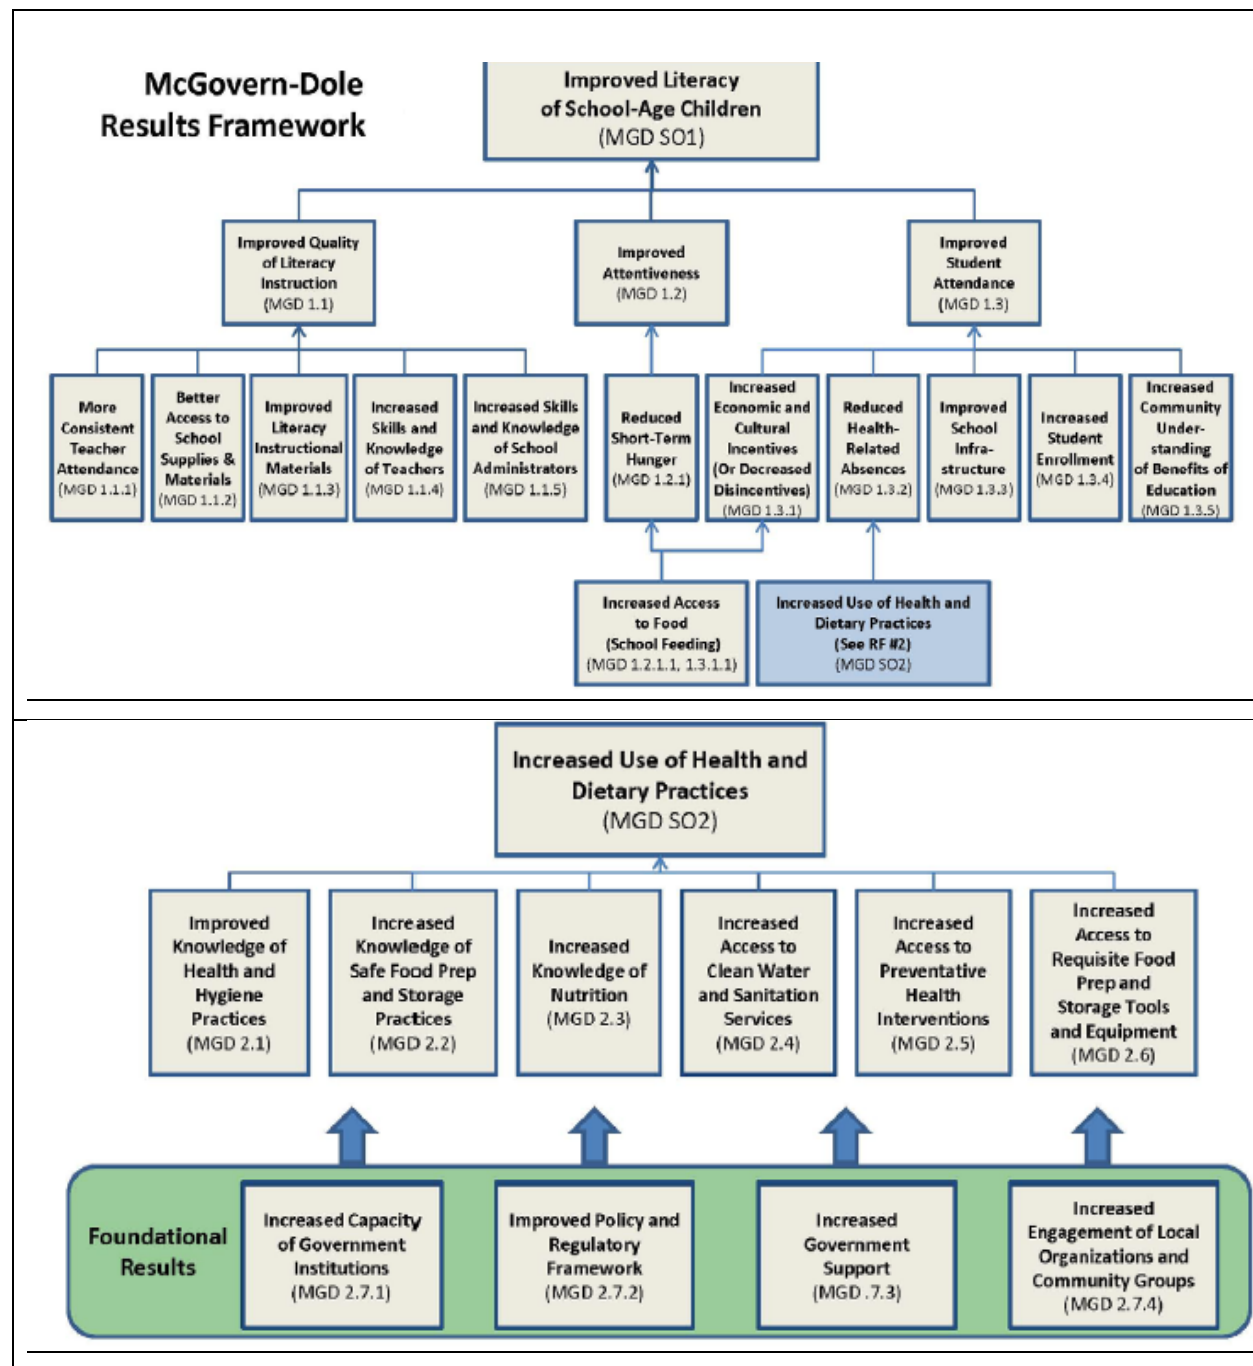 McGovern-Dole
Results Framework
Improved Literacy
of School-Age Children
(MGD SO1)
Improved Quality
of Literacy
Instruction
(MGD 1.1)
Improved
Attentiveness
(MGD 1.2)
Improved
Student
Attendance
(MGD 1.3)
More
Consistent
Teacher
Attendance
(MGD 1.1.1)
Better
Access to
School
Supplies &
Materials
(MGD 1.1.2)
Improved
Literacy
Instructional
Materials
(MGD 1.1.3)
Increased
Skills and
Knowledge
of Teachers
(MGD 1.1.4)
Increased Skills
and Knowledge
of School
Administrators
(MGD 1.1.5)
Reduced
Short-Term
Hunger
(MGD 1.2.1)
Increased
Economic and
Cultural
Incentives
(Or Decreased
Disincentives)
(MGD 1.3.1)
Reduced
Health-
Related
Absences
(MGD 1.3.2)
Improved
School
Infra-
structure
(MGD 1.3.3)
Increased
Student
Enrollment
(MGD 1.3.4)
Increased
Community
Under-
standing
of Benefits of
Education
(MGD 1.3.5)
Increased Access
to Food
(School Feeding)
(MGD 1.2.1.1, 1.3.1.1)
Increased Use of Health and
Dietary Practices
(See RF #2)
(MGD SO2)
Increased Use of Health and
Dietary Practices
(MGD SO2)
Improved
Knowledge of
Health and
Hygiene
Practices
(MGD 2.1)
Increased
Knowledge of
Safe Food Prep
and Storage
Practices
(MGD 2.2)
Increased
Knowledge of
Nutrition
(MGD 2.3)
Increased
Access to
Clean Water
and Sanitation
Services
(MGD 2.4)
Increased
Access to
Preventative
Health
Interventions
(MGD 2.5)
Increased
Access to
Requisite Food
Prep and
Storage Tools
and Equipment
(MGD 2.6)
Foundational
Results
Increased Capacity
of Government
Institutions
(MGD 2.7.1)
Improved Policy and
Regulatory
Framework
(MGD 2.7.2)
Increased
Government
Support
(MGD .7.3)
Increased
Engagement of Local
Organizations and
Community Groups
(MGD 2.7.4)